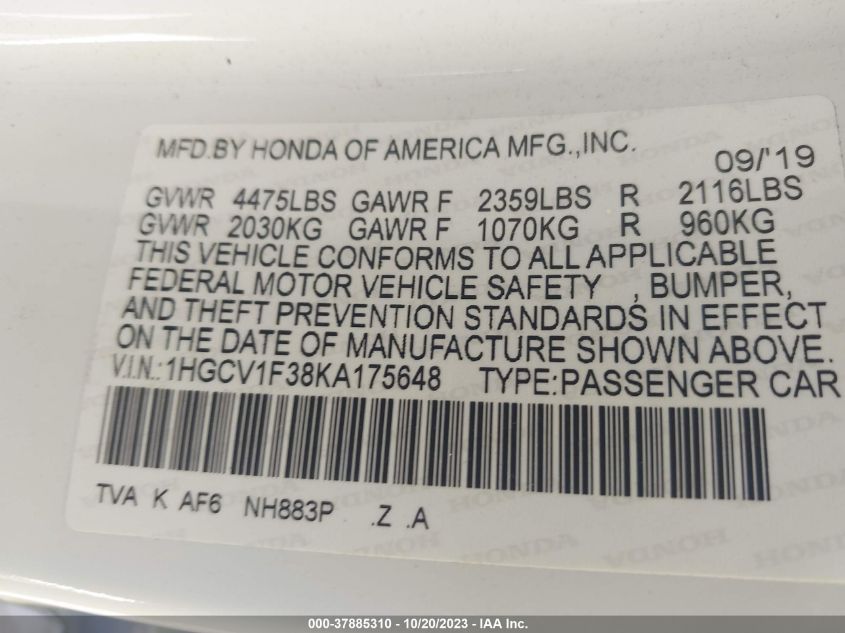 MFD.BY HONDA OF AMERICA MFG.,INC. 09/'19
GVWR 4475LBS GAWR F 2359LBS R 2116LBS
GVWR 2030KG GAWR F 1070KG R 960KG
THIS VEHICLE CONFORMS TO ALL APPLICABLE
FEDERAL MOTOR VEHICLE SAFETY , BUMPER,
AND THEFT PREVENTION STANDARDS IN EFFECT
ON THE DATE OF MANUFACTURE SHOWN ABOVE.
V.I.N.:1HGCV1F38KA175648 TYPE:PASSENGER CAR
TVA K AF6 NH883P .Z .A
HONDA HONDA HONDA
000-37885310 - 10/20/2023 - IAA Inc.